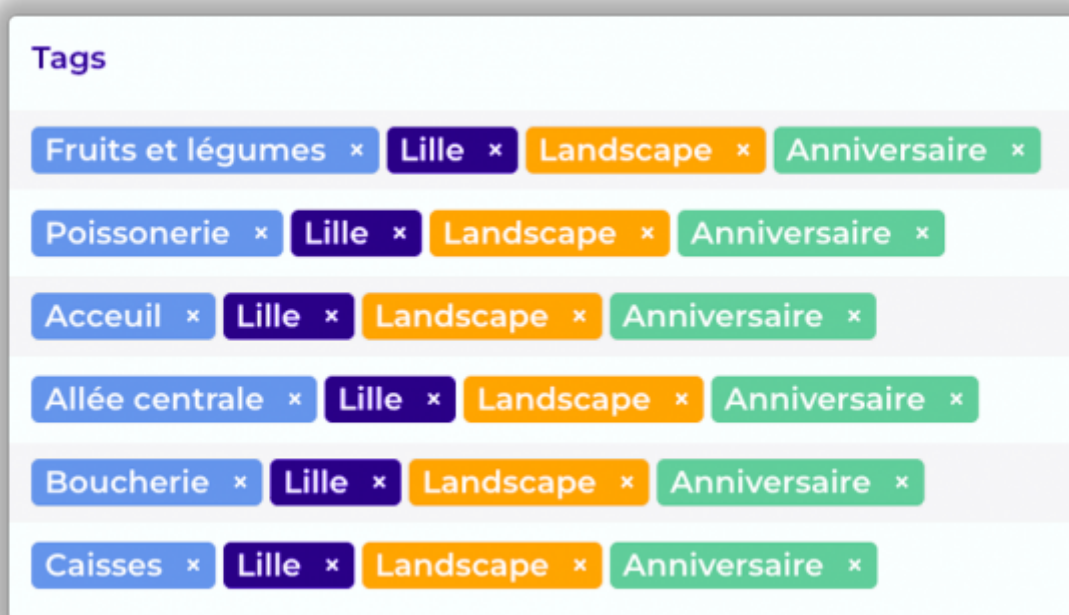 Tags
Fruits et légumes × Lille × Landscape × Anniversaire ×
Poissonerie × Lille × Landscape × Anniversaire ×
Acceuil × Lille × Landscape × Anniversaire ×
Allée centrale × Lille × Landscape × Anniversaire ×
Boucherie × Lille × Landscape × Anniversaire ×
Caisses × Lille × Landscape × Anniversaire ×